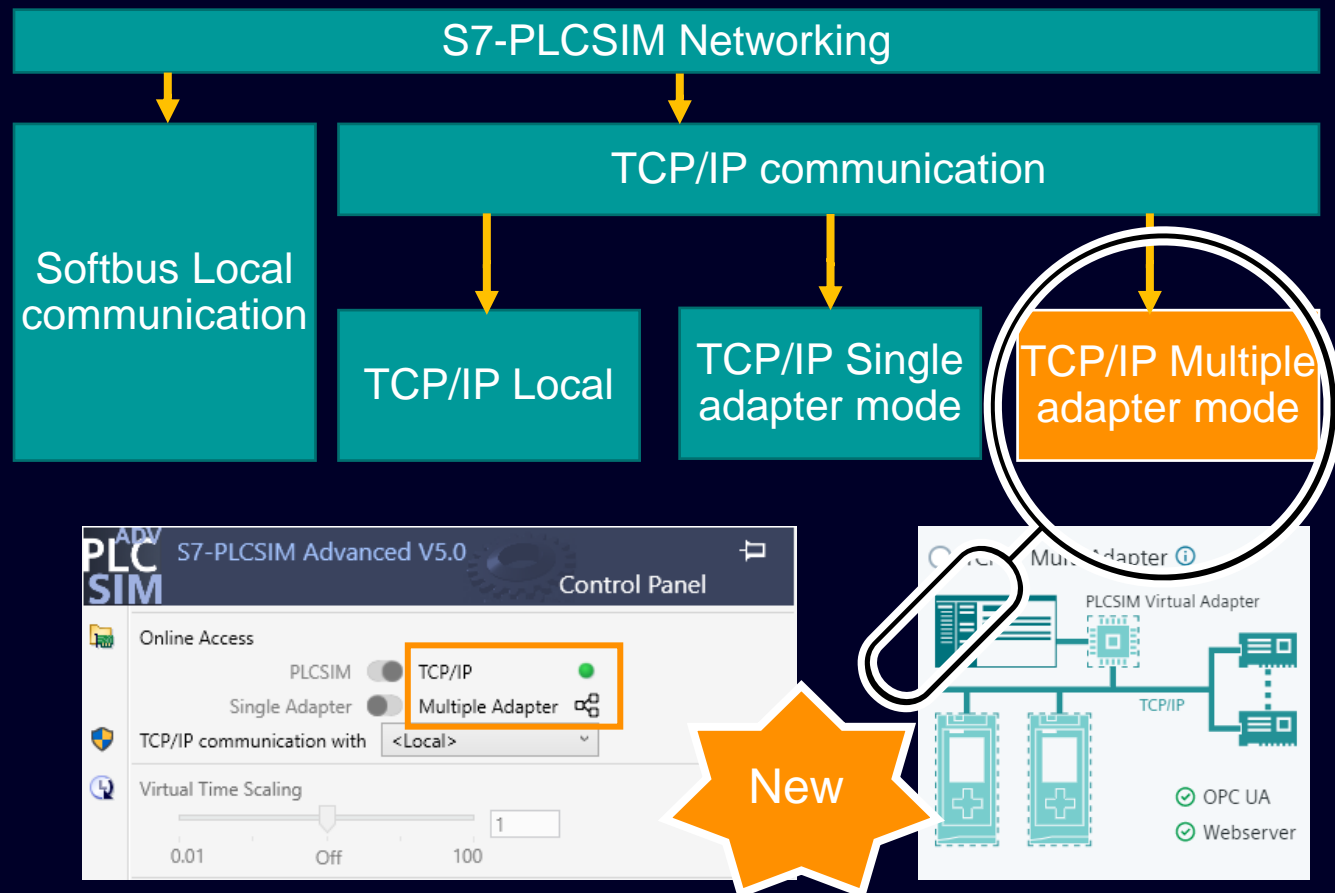 S7-PLCSIM Networking
Softbus Local
communication
TCP/IP communication
TCP/IP Local
TCP/IP Single
adapter mode
TCP/IP Multiple
adapter mode
ADV
PLC
SIM
S7-PLCSIM Advanced V5.0
Control Panel
Online Access
PLCSIM
TCP/IP
Single Adapter
Multiple Adapter
TCP/IP communication with
<Local>
Virtual Time Scaling
1
0.01
Off
100
New
Adapter
PLCSIM Virtual Adapter
TCP/IP
OPC UA
Webserver